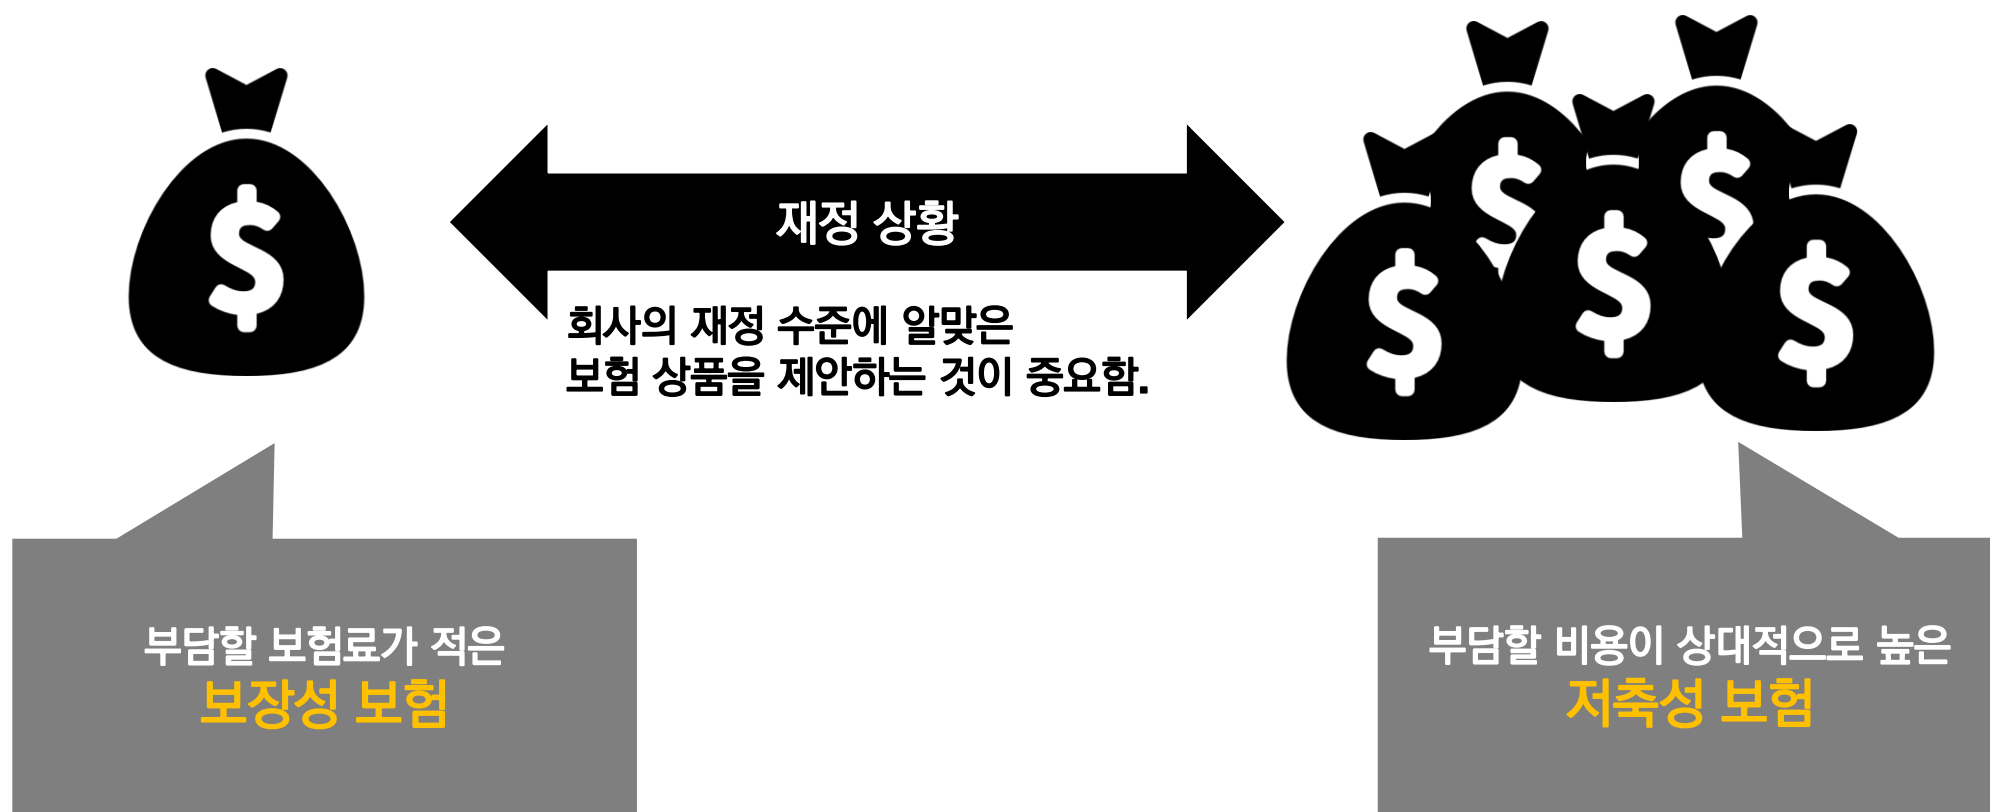 재정 상황
회사의 재정 수준에 알맞은
보험 상품을 제안하는 것이 중요함.
부담할 보험료가 적은
보장성 보험
부담할 비용이 상대적으로 높은
저축성 보험